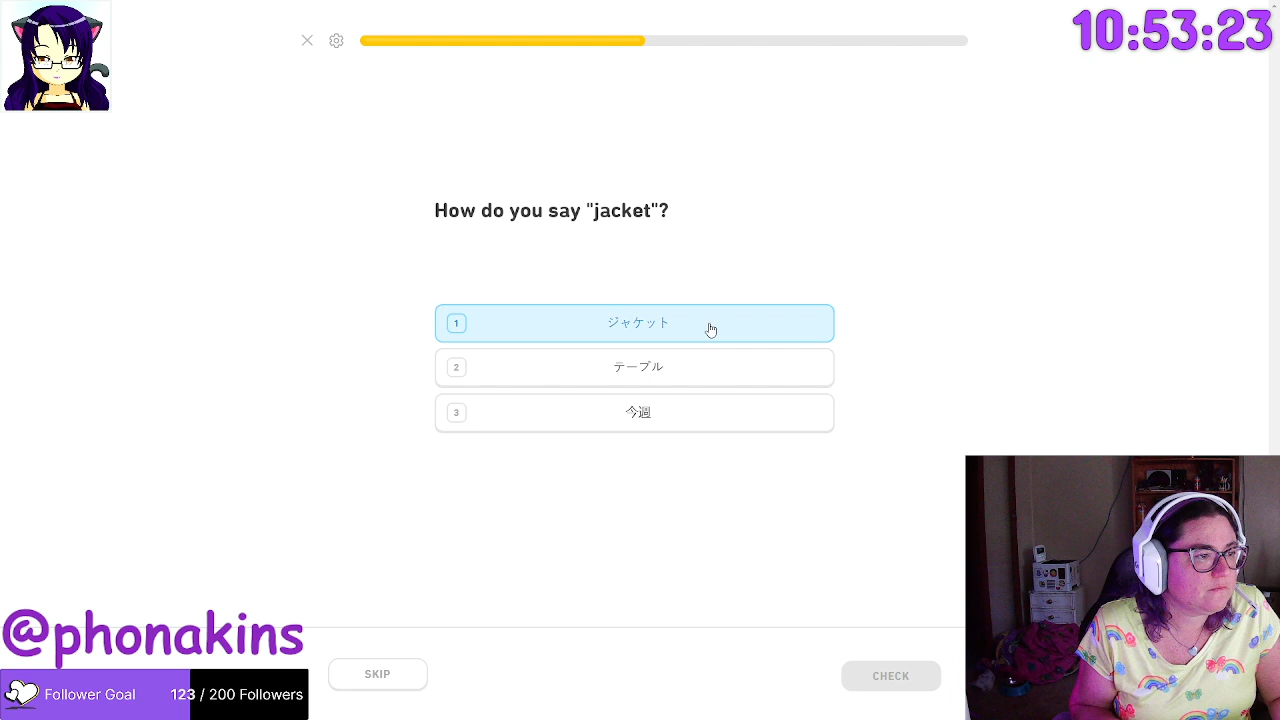 10:53:23
How do you say "jacket"?
1 ジャケット
2 テーブル
3 今週
@phonakins
SKIP
CHECK
Follower Goal 123 / 200 Followers